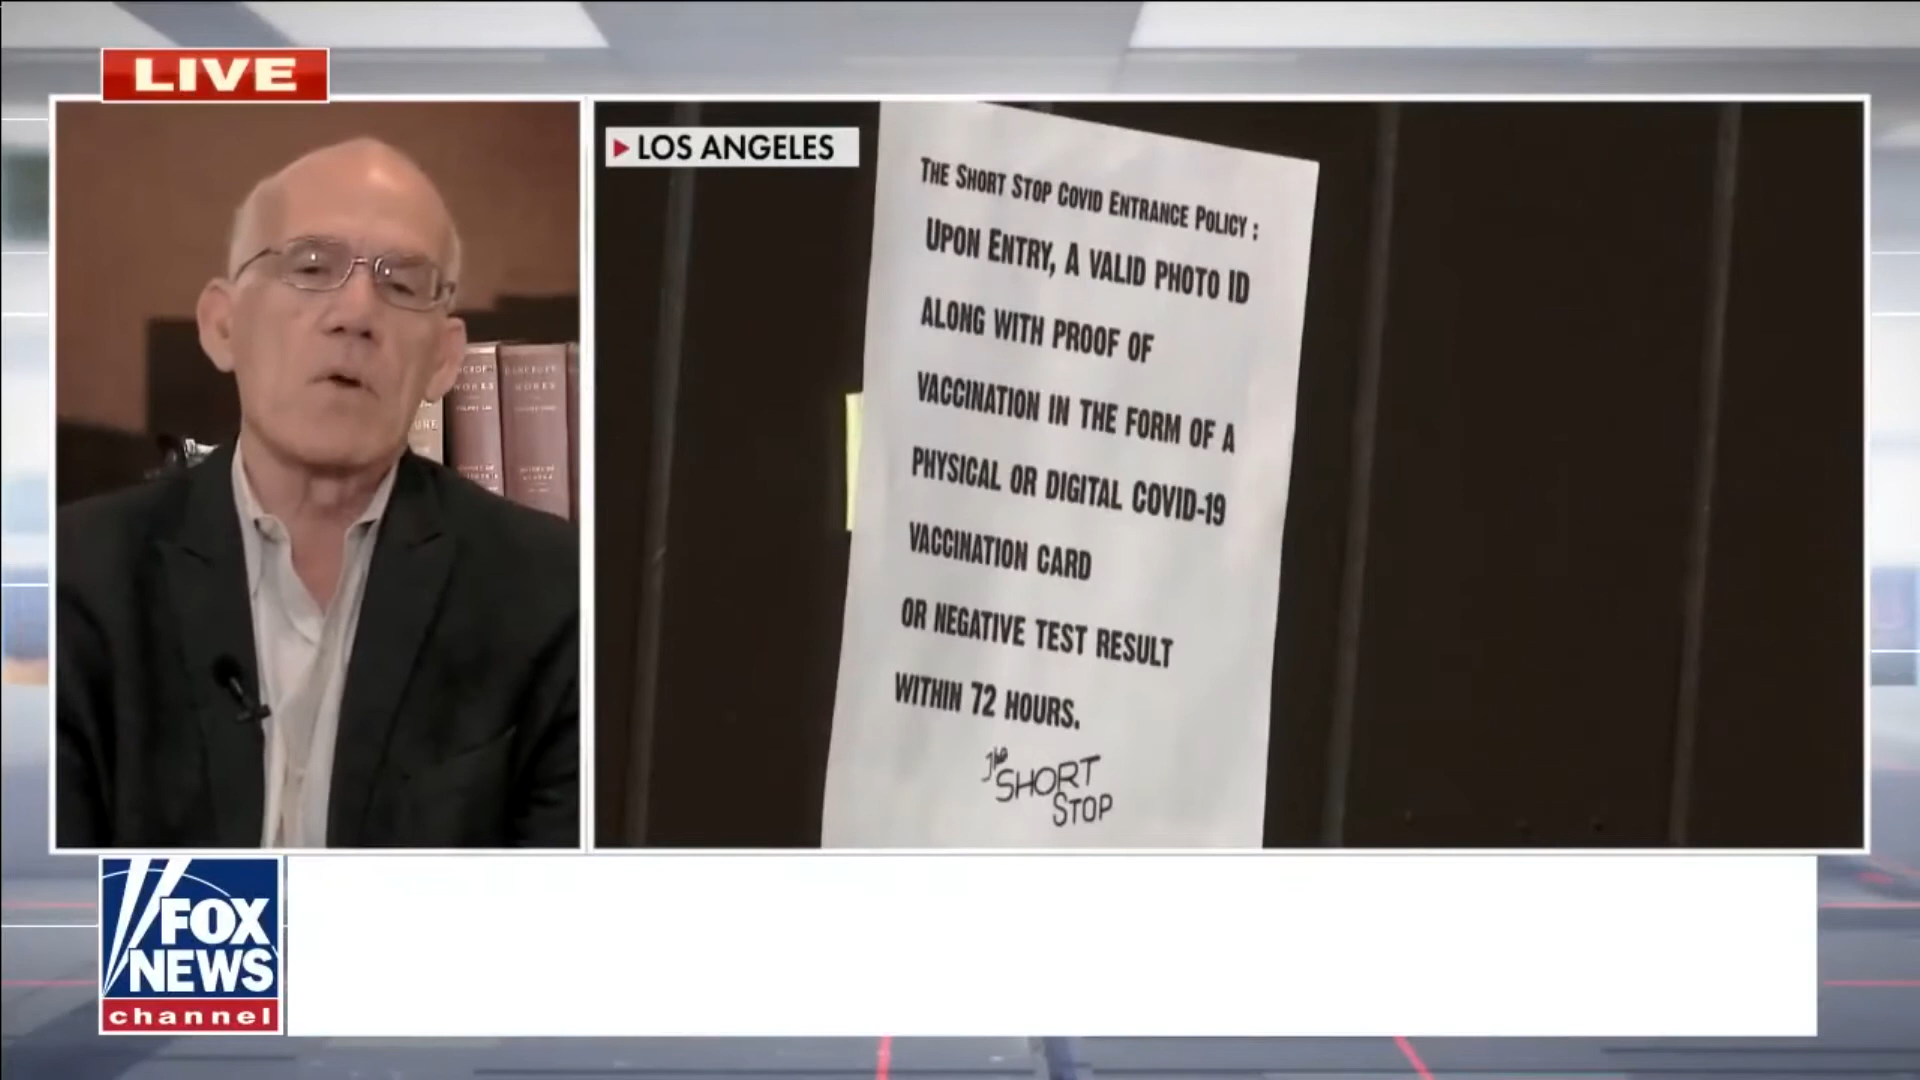 LIVE
LOS ANGELES
THE SHORT STOP COVID ENTRANCE POLICY :
UPON ENTRY, A VALID PHOTO ID
ALONG WITH PROOF OF
VACCINATION IN THE FORM OF A
PHYSICAL OR DIGITAL COVID-19
VACCINATION CARD
OR NEGATIVE TEST RESULT
WITHIN 72 HOURS.
The
SHORT
STOP
BANCROFT
WORKS
FOX
NEWS
channel